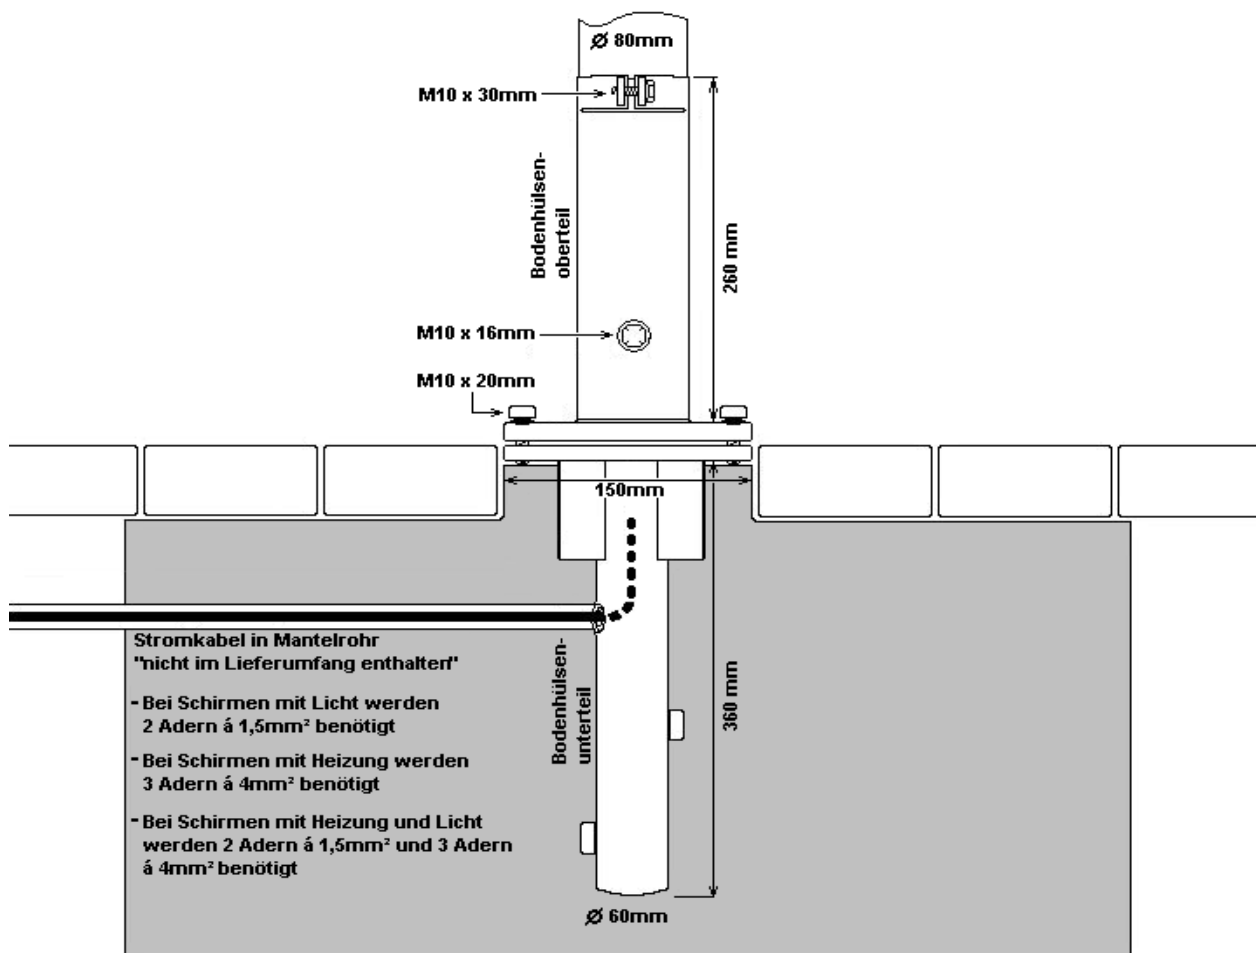 Ø 80mm
M10 x 30mm
Bodenhülsen-
oberteil
260 mm
M10 x 16mm
M10 x 20mm
150mm
Stromkabel in Mantelrohr
"nicht im Lieferumfang enthalten"
- Bei Schirmen mit Licht werden
2 Adern á 1,5mm² benötigt
- Bei Schirmen mit Heizung werden
3 Adern á 4mm² benötigt
- Bei Schirmen mit Heizung und Licht
werden 2 Adern á 1,5mm² und 3 Adern
á 4mm² benötigt
Bodenhülsen-
unterteil
360 mm
Ø 60mm